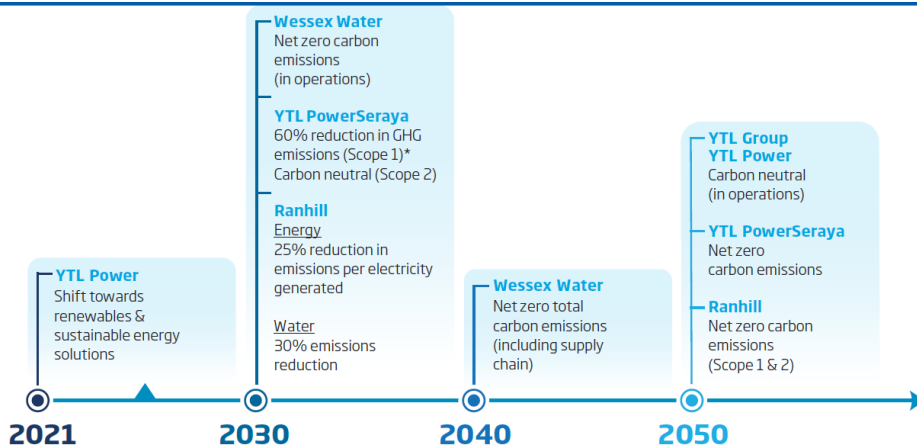 YTL Power
Shift towards
renewables &
sustainable energy
solutions
2021
Wessex Water
Net zero carbon
emissions
(in operations)
YTL PowerSeraya
60% reduction in GHG
emissions (Scope 1)*
Carbon neutral (Scope 2)
Ranhill
Energy
25% reduction in
emissions per electricity
generated
Water
30% emissions
reduction
2030
Wessex Water
Net zero total
carbon emissions
(including supply
chain)
2040
YTL Group
YTL Power
Carbon neutral
(in operations)
YTL PowerSeraya
Net zero
carbon emissions
Ranhill
Net zero carbon
emissions
(Scope 1 & 2)
2050